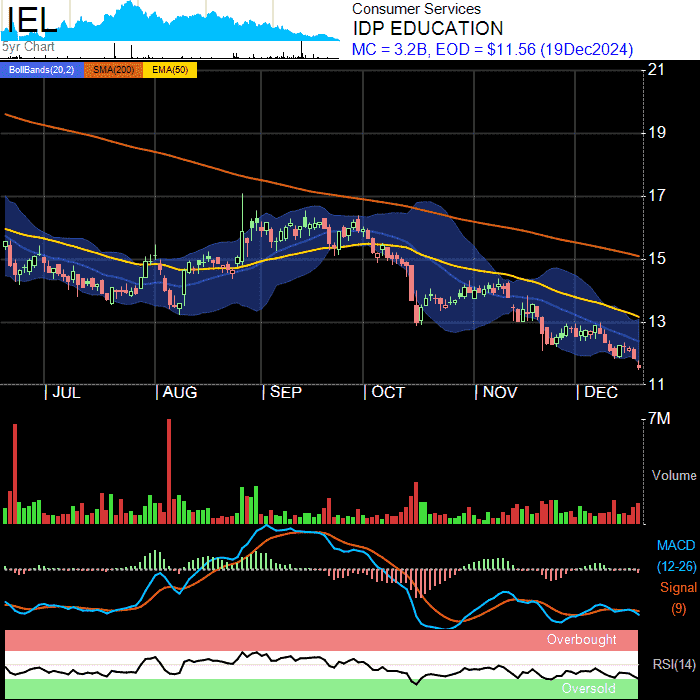 IEL
5yr Chart
Consumer Services
IDP EDUCATION
MC = 3.2B, EOD = $11.56 (19Dec2024)
BollBands(20,2) SMA(200) EMA(50)
21
19
17
15
13
11
JUL AUG SEP OCT NOV DEC
7M
Volume
MACD
(12-26)
Signal
(9)
Overbought
RSI(14)
Oversold